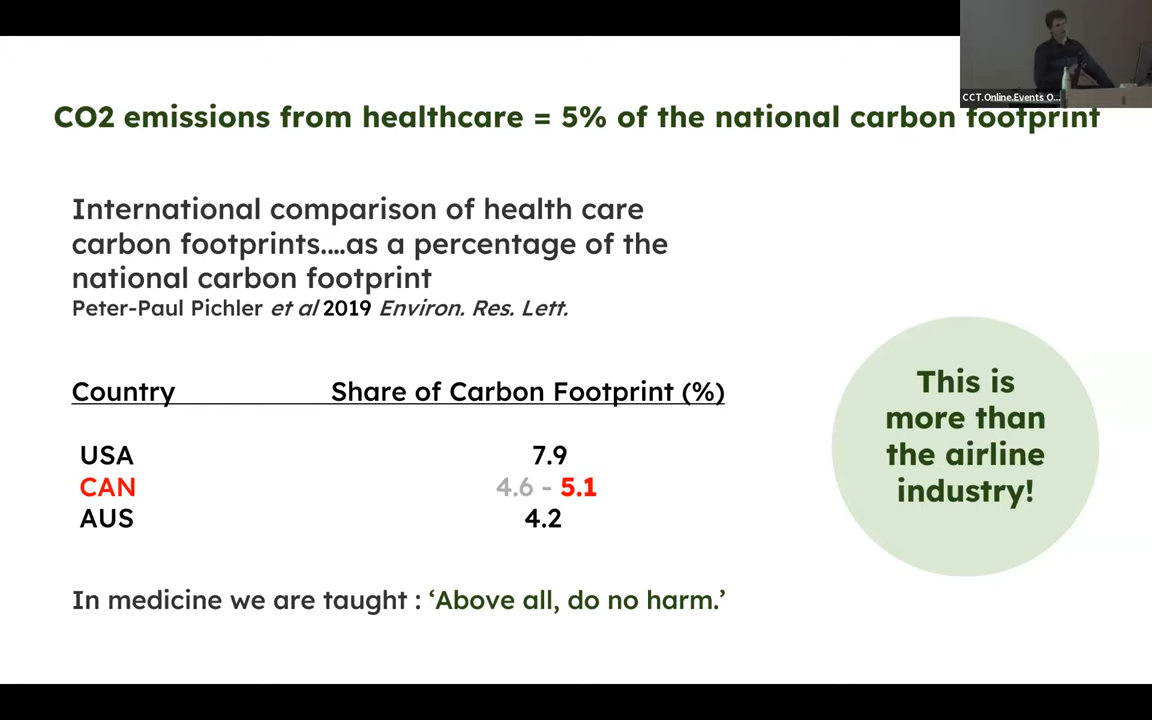 CCT.Online.Events O...
CO2 emissions from healthcare = 5% of the national carbon footprint
International comparison of health care
carbon footprints....as a percentage of the
national carbon footprint
Peter-Paul Pichler et al 2019 Environ. Res. Lett.
Country Share of Carbon Footprint (%)
USA 7.9
CAN 4.6 - 5.1
AUS 4.2
This is
more than
the airline
industry!
In medicine we are taught : ‘Above all, do no harm.’